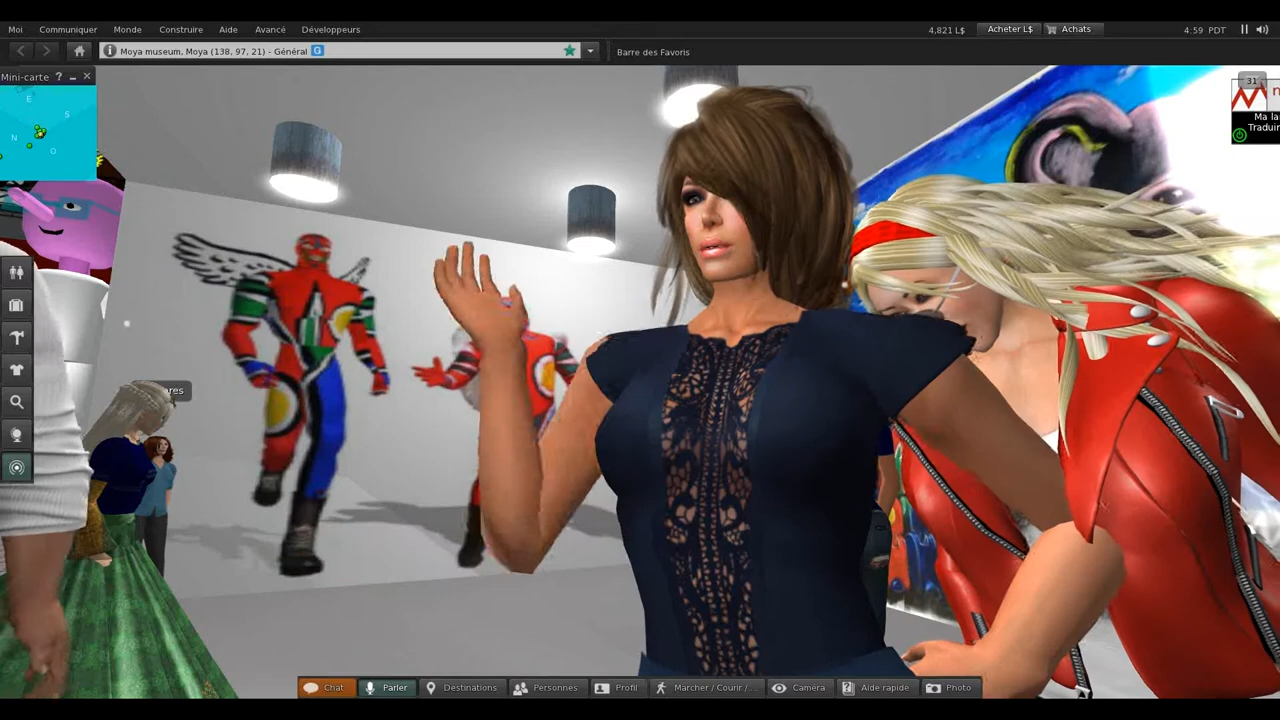 Moi Communiquer Monde Construire Aide Avancé Développeurs 4,821 L$ Acheter L$ Achats 4:59 PDT
Moya museum, Moya (138, 97, 21) - Général G Barre des Favoris
Mini-carte ?
E
S
N
O
31
Ma la
Traduir
res
Chat Parler Destinations Personnes Profil Marcher / Courir / ... Camera Aide rapide Photo